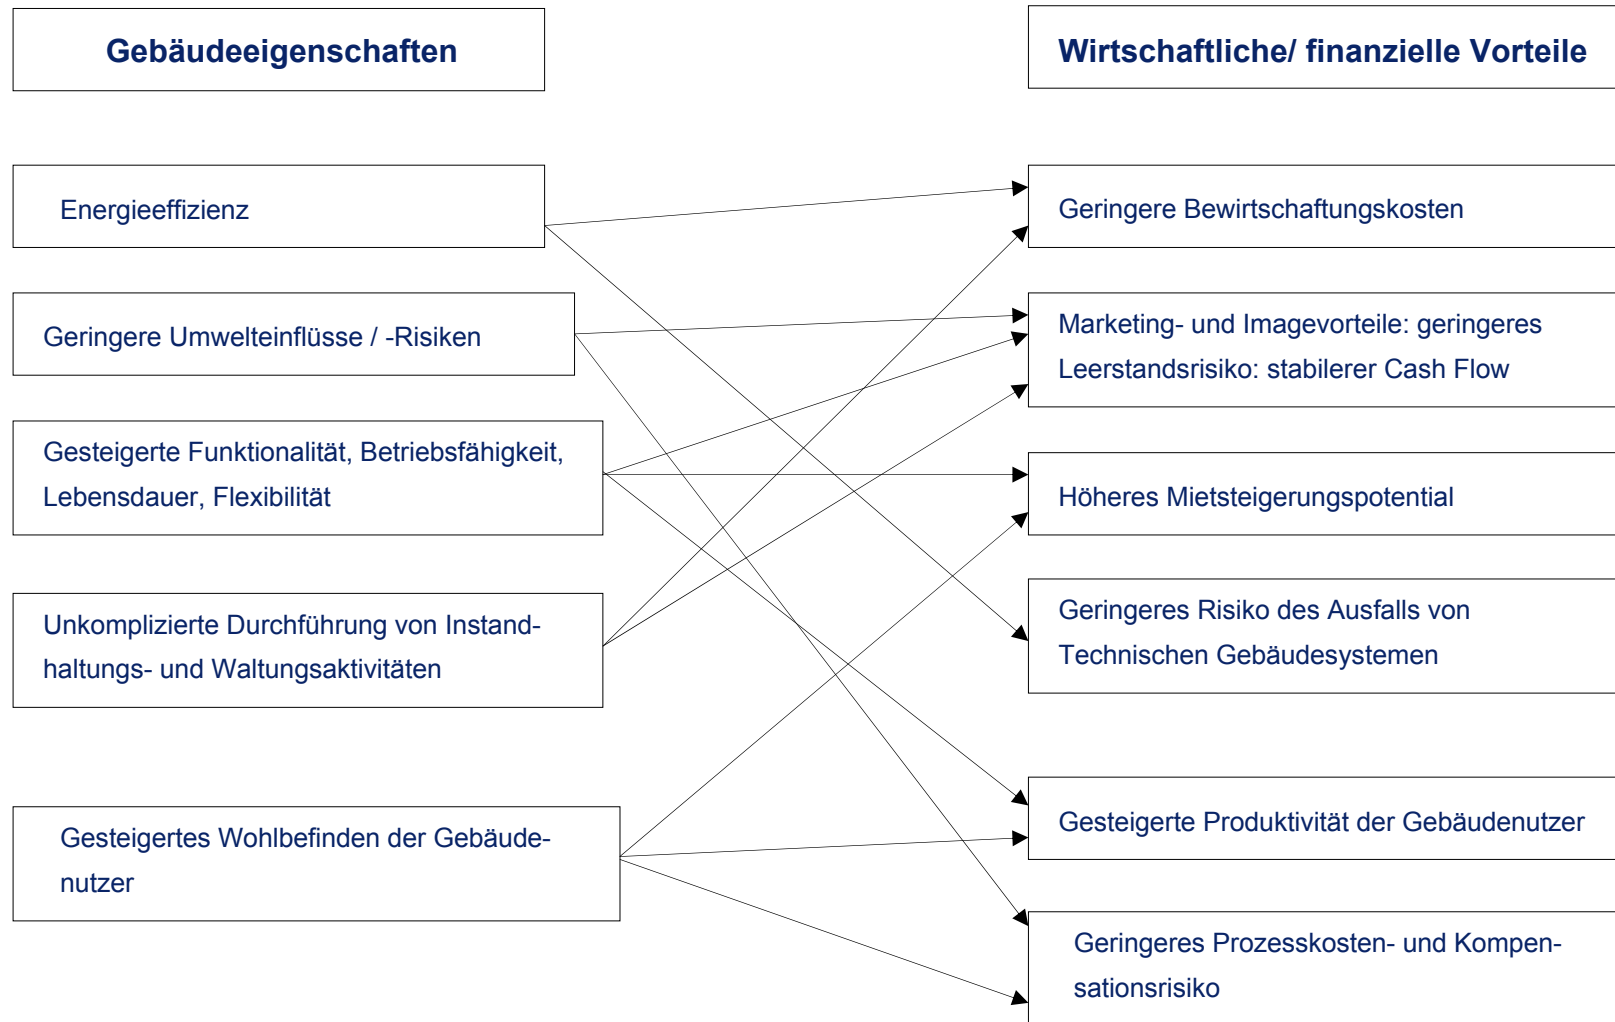 Gebäudeeigenschaften
Wirtschaftliche/ finanzielle Vorteile
Energieeffizienz
Geringere Bewirtschaftungskosten
Geringere Umwelteinflüsse / -Risiken
Marketing- und Imagevorteile: geringeres
Leerstandsrisiko: stabilerer Cash Flow
Gesteigerte Funktionalität, Betriebsfähigkeit,
Lebensdauer, Flexibilität
Höheres Mietsteigerungspotential
Unkomplizierte Durchführung von Instand-
haltungs- und Waltungsaktivitäten
Geringeres Risiko des Ausfalls von
Technischen Gebäudesystemen
Gesteigertes Wohlbefinden der Gebäude-
nutzer
Gesteigerte Produktivität der Gebäudenutzer
Geringeres Prozesskosten- und Kompen-
sationsrisiko